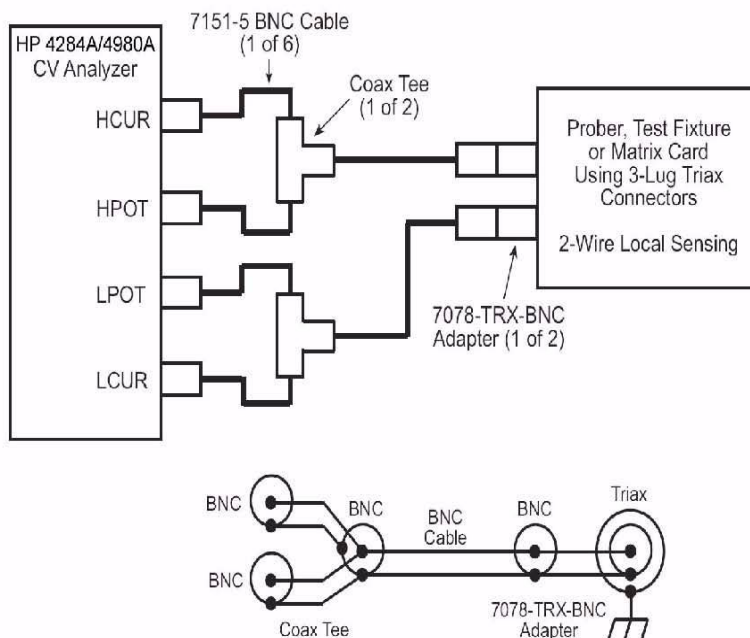 7151-5 BNC Cable
(1 of 6)
HP 4284A/4980A
CV Analyzer
Coax Tee
(1 of 2)
HCUR
HPOT
LPOT
LCUR
Prober, Test Fixture
or Matrix Card
Using 3-Lug Triax
Connectors
2-Wire Local Sensing
7078-TRX-BNC
Adapter (1 of 2)
BNC
BNC
BNC
Cable
BNC
Triax
BNC
Coax Tee
7078-TRX-BNC
Adapter